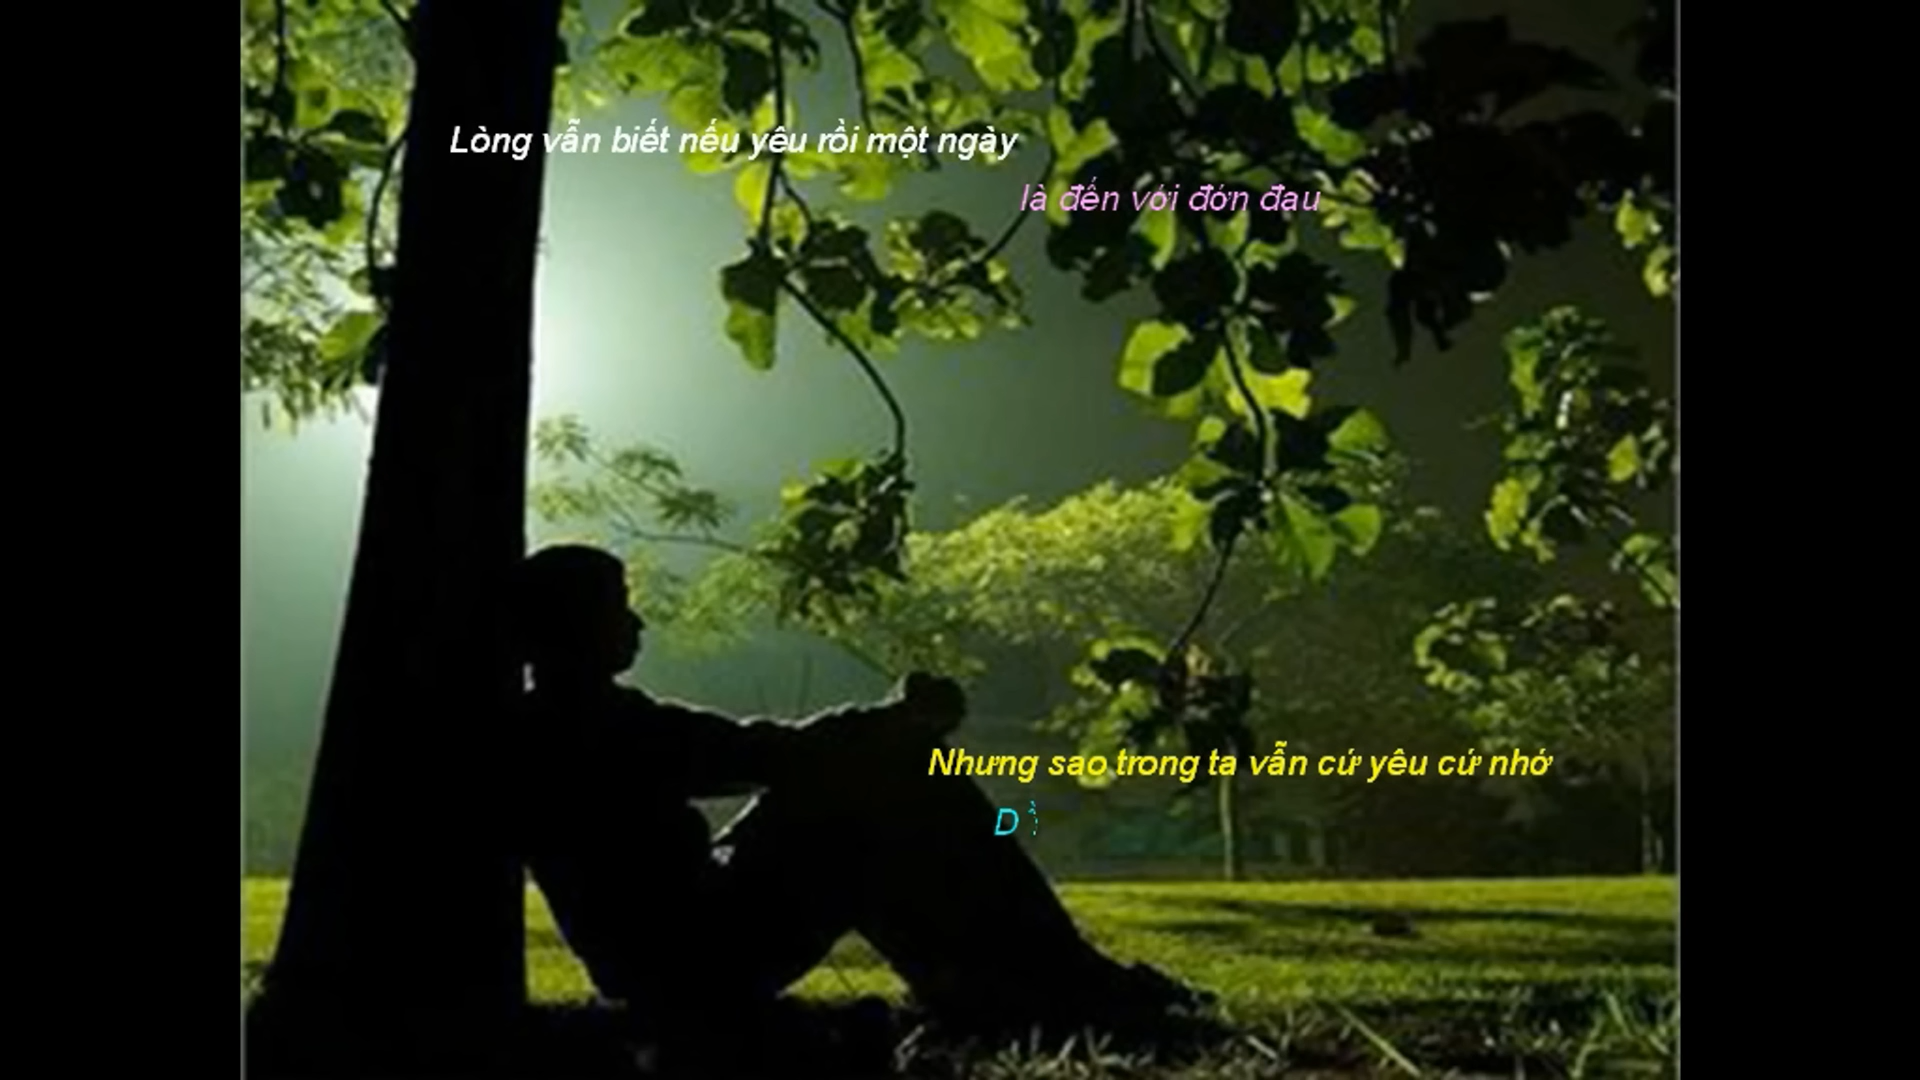 Lòng vẫn biết nếu yêu rồi một ngày
là đến với đớn đau
Nhưng sao trong ta vẫn cứ yêu cứ nhớ
D